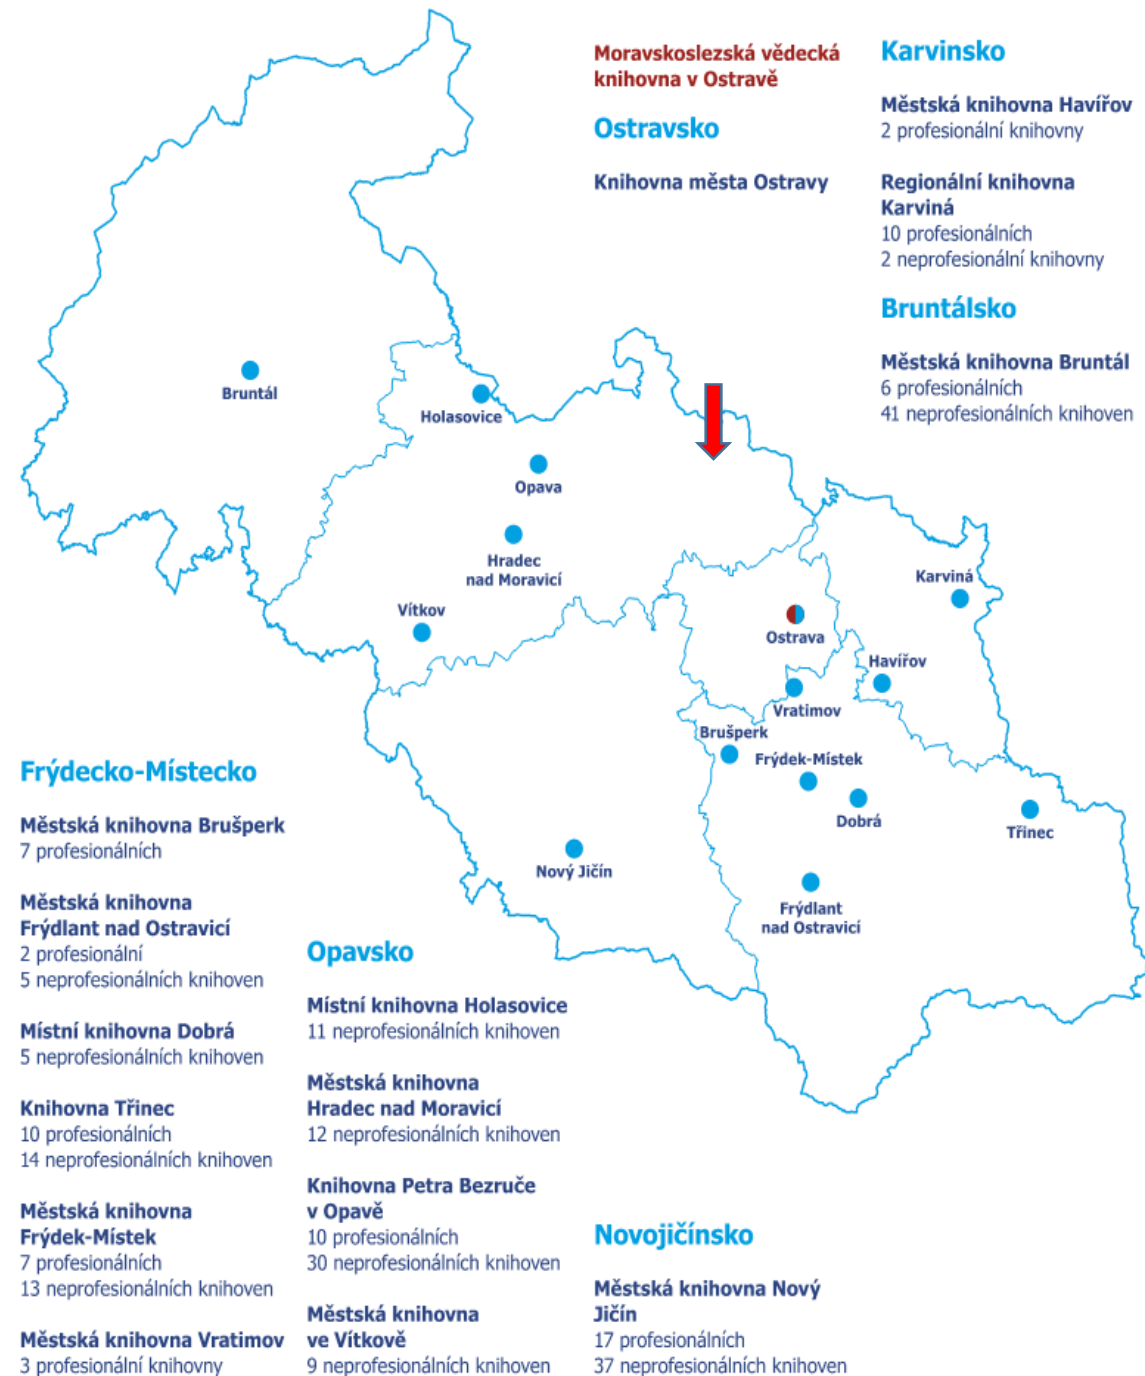 Moravskoslezská vědecká
knihovna v Ostravě
Ostravsko
Knihovna města Ostravy
Karvinsko
Městská knihovna Havířov
2 profesionální knihovny
Regionální knihovna
Karviná
10 profesionálních
2 neprofesionální knihovny
Bruntálsko
Městská knihovna Bruntál
6 profesionálních
41 neprofesionálních knihoven
Bruntál
Holasovice
Opava
Hradec
nad Moravicí
Vítkov
Karviná
Ostrava
Havířov
Vratimov
Brušperk
Frýdek-Místek
Dobrá
Třinec
Nový Jičín
Frýdlant
nad Ostravicí
Frýdecko-Místecko
Městská knihovna Brušperk
7 profesionálních
Městská knihovna
Frýdlant nad Ostravicí
2 profesionální
5 neprofesionálních knihoven
Místní knihovna Dobrá
5 neprofesionálních knihoven
Knihovna Třinec
10 profesionálních
14 neprofesionálních knihoven
Městská knihovna
Frýdek-Místek
7 profesionálních
13 neprofesionálních knihoven
Městská knihovna Vratimov
3 profesionální knihovny
Opavsko
Místní knihovna Holasovice
11 neprofesionálních knihoven
Městská knihovna
Hradec nad Moravicí
12 neprofesionálních knihoven
Knihovna Petra Bezruče
v Opavě
10 profesionálních
30 neprofesionálních knihoven
Městská knihovna
ve Vítkově
9 neprofesionálních knihoven
Novojičínsko
Městská knihovna Nový
Jičín
17 profesionálních
37 neprofesionálních knihoven